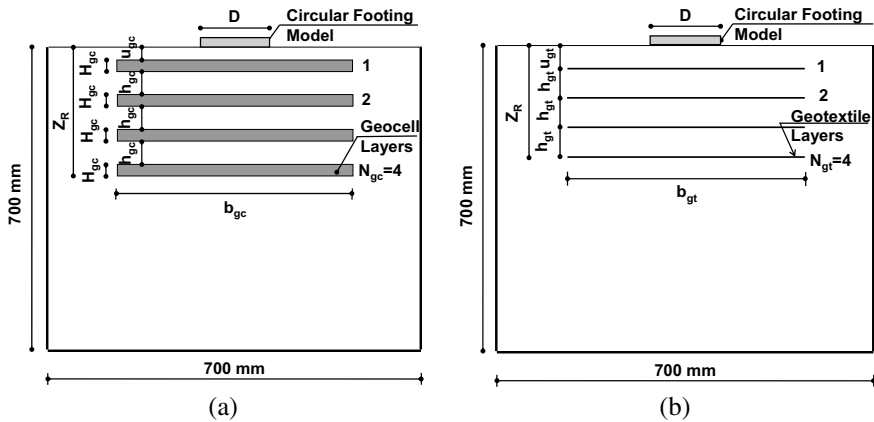 D
Circular Footing
Model
u_gc
H_gc
1
h_gc
H_gc
2
Z_R
h_gc
H_gc
Geocell
Layers
h_gc
H_gc
N_gc=4
b_gc
700 mm
700 mm
(a)
D
Circular Footing
Model
u_gt
1
h_gt
2
Z_R
h_gt
Geotextile
Layers
h_gt
N_gt=4
b_gt
700 mm
700 mm
(b)